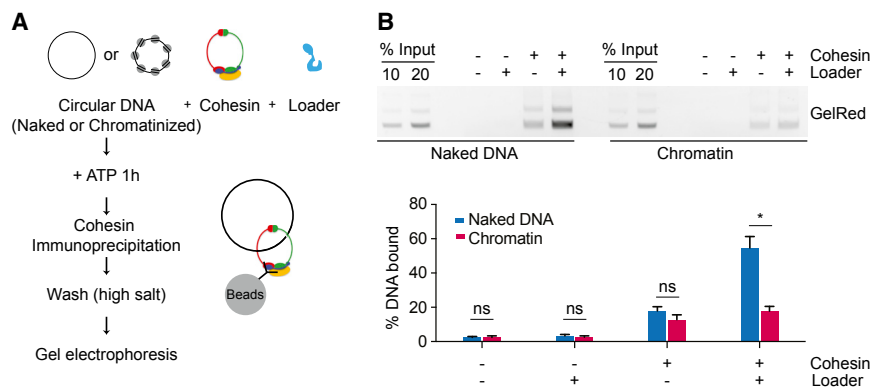 A
or
Circular DNA + Cohesin + Loader
(Naked or Chromatinized)
+ ATP 1h
Cohesin
Immunoprecipitation
Wash (high salt)
Gel electrophoresis
Beads
B
% Input - - + + % Input - - + + Cohesin
10 20 - + - + 10 20 - + - + Loader
GelRed
Naked DNA Chromatin
% DNA bound
80
60
40
20
0
Naked DNA
Chromatin
ns ns ns *
- - + + Cohesin
- + - + Loader